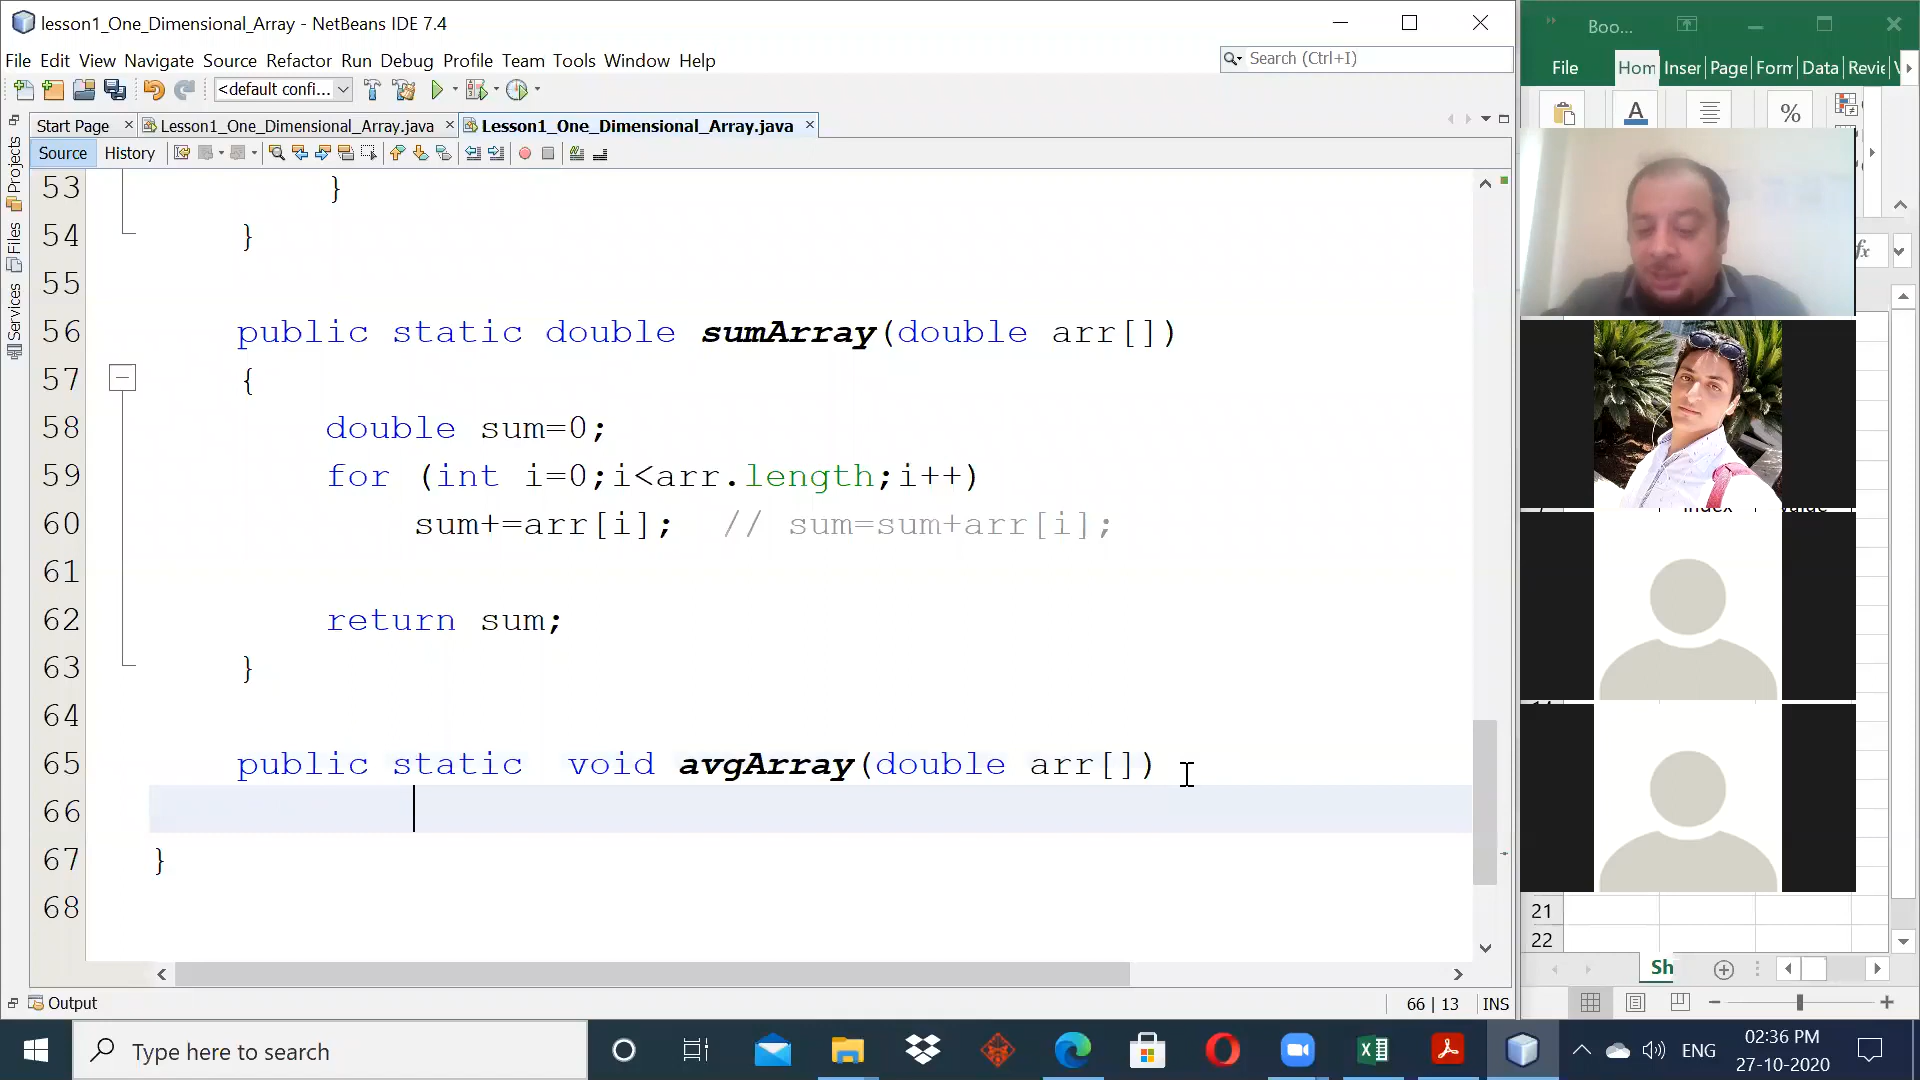 lesson1_One_Dimensional_Array - NetBeans IDE 7.4
File Edit View Navigate Source Refactor Run Debug Profile Team Tools Window Help
Search (Ctrl+I)
<default confi...
Start Page
Lesson1_One_Dimensional_Array.java
Lesson1_One_Dimensional_Array.java
Source History
Projects
Files
Services
53 }
54 }
55
56 public static double sumArray(double arr[])
57 {
58 double sum=0;
59 for (int i=0;i<arr.length;i++)
60 sum+=arr[i]; // sum=sum+arr[i];
61
62 return sum;
63 }
64
65 public static  void avgArray(double arr[])
66
67 }
68
Output
66 | 13 INS
Boo...
File Hom Inser Page Form Data Revie
A
%
fx
21
22
Sh
Type here to search
ENG
02:36 PM
27-10-2020